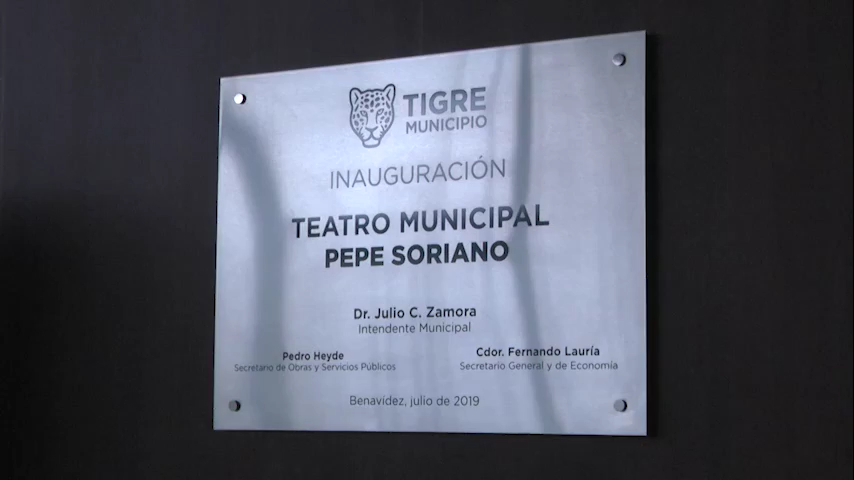 TIGRE
MUNICIPIO
INAUGURACIÓN
TEATRO MUNICIPAL
PEPE SORIANO
Dr. Julio C. Zamora
Intendente Municipal
Pedro Heyde
Secretario de Obras y Servicios Públicos
Cdor. Fernando Lauría
Secretario General y de Economía
Benavídez, julio de 2019